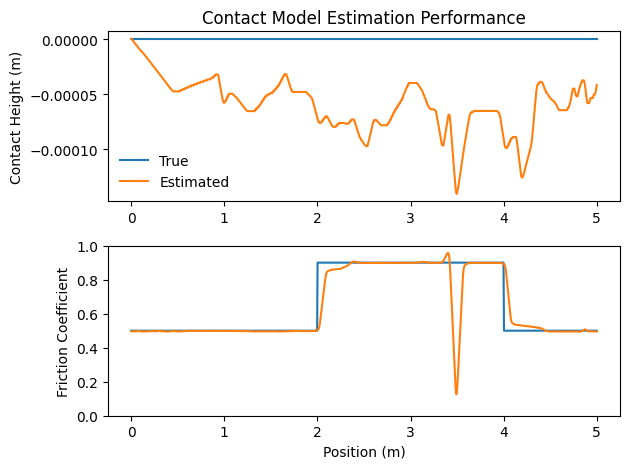 Contact Model Estimation Performance
Contact Height (m)
0.00000
−0.00005
−0.00010
True
Estimated
0 1 2 3 4 5
Friction Coefficient
1.0
0.8
0.6
0.4
0.2
0.0
0 1 2 3 4 5
Position (m)